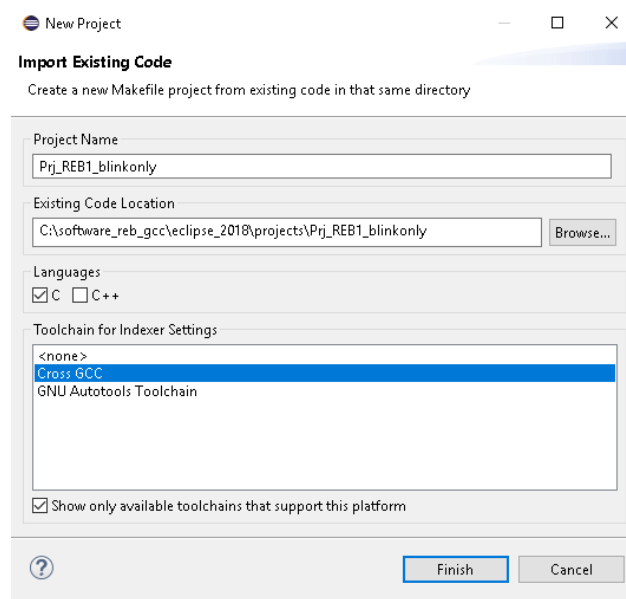 New Project
Import Existing Code
Create a new Makefile project from existing code in that same directory
Project Name
Prj_REB1_blinkonly
Existing Code Location
C:\software_reb_gcc\eclipse_2018\projects\Prj_REB1_blinkonly
Browse...
Languages
C C++
Toolchain for Indexer Settings
<none>
Cross GCC
GNU Autotools Toolchain
Show only available toolchains that support this platform
? Finish Cancel